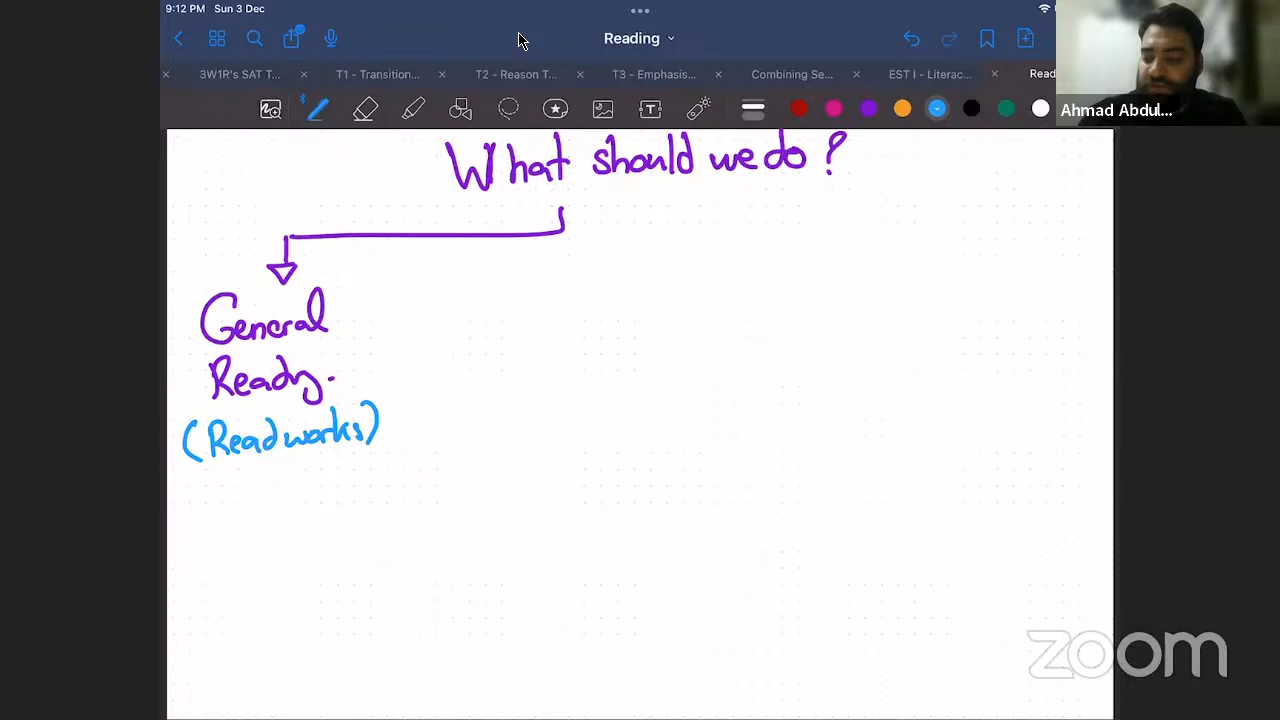 9:12 PM Sun 3 Dec
Reading
3W1R's SAT T...
T1 - Transition...
T2 - Reason T...
T3 - Emphasis...
Combining Se...
EST I - Literac...
Read
Ahmad Abdul...
What should we do ?
General
Ready.
(Readworks)
zoom